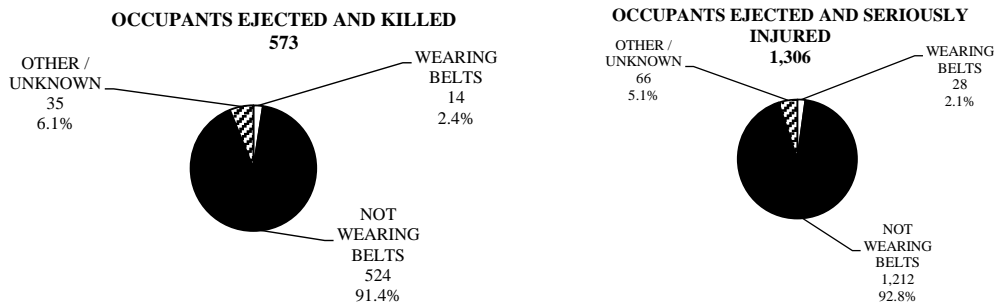 OCCUPANTS EJECTED AND KILLED
573
OTHER /
UNKNOWN
35
6.1%
WEARING
BELTS
14
2.4%
NOT
WEARING
BELTS
524
91.4%
OCCUPANTS EJECTED AND SERIOUSLY
INJURED
1,306
OTHER /
UNKNOWN
66
5.1%
WEARING
BELTS
28
2.1%
NOT
WEARING
BELTS
1,212
92.8%